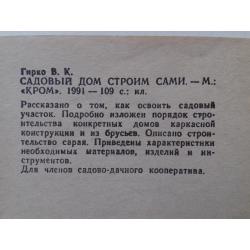 Гирко В. К.
САДОВЫЙ ДОМ СТРОИМ САМИ. — М.:
«КРОМ». 1991 — 109 с.: ил.
Рассказано о том, как освоить садовый
участок. Подробно изложен порядок стро-
ительства конкретных домов каркасной
конструкции и из брусьев. Описано строи-
тельство сарая. Приведены характеристики
необходимых материалов, изделий и ин-
струментов.
Для членов садово-дачного кооператива.